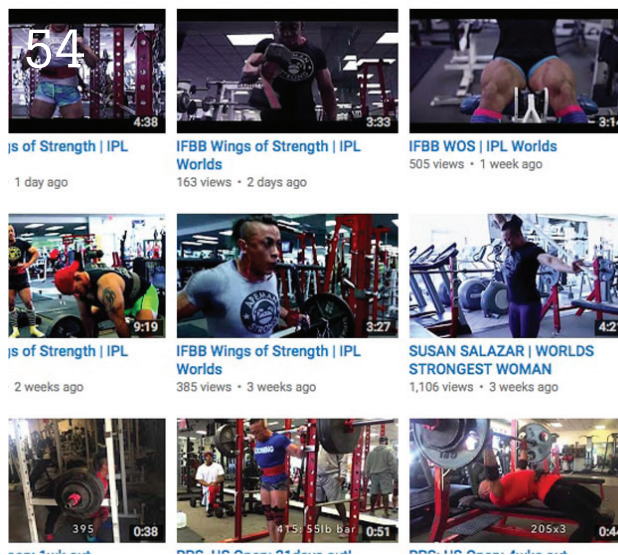 54
4:38
3:33
3:14
gs of Strength | IPL
IFBB Wings of Strength | IPL
Worlds
IFBB WOS | IPL Worlds
1 day ago
163 views • 2 days ago
505 views • 1 week ago
9:19
3:27
4:2
gs of Strength | IPL
IFBB Wings of Strength | IPL
Worlds
SUSAN SALAZAR | WORLDS
STRONGEST WOMAN
2 weeks ago
385 views • 3 weeks ago
1,106 views • 3 weeks ago
395
0:38
415: 55lb bar
0:51
205x3
0:44